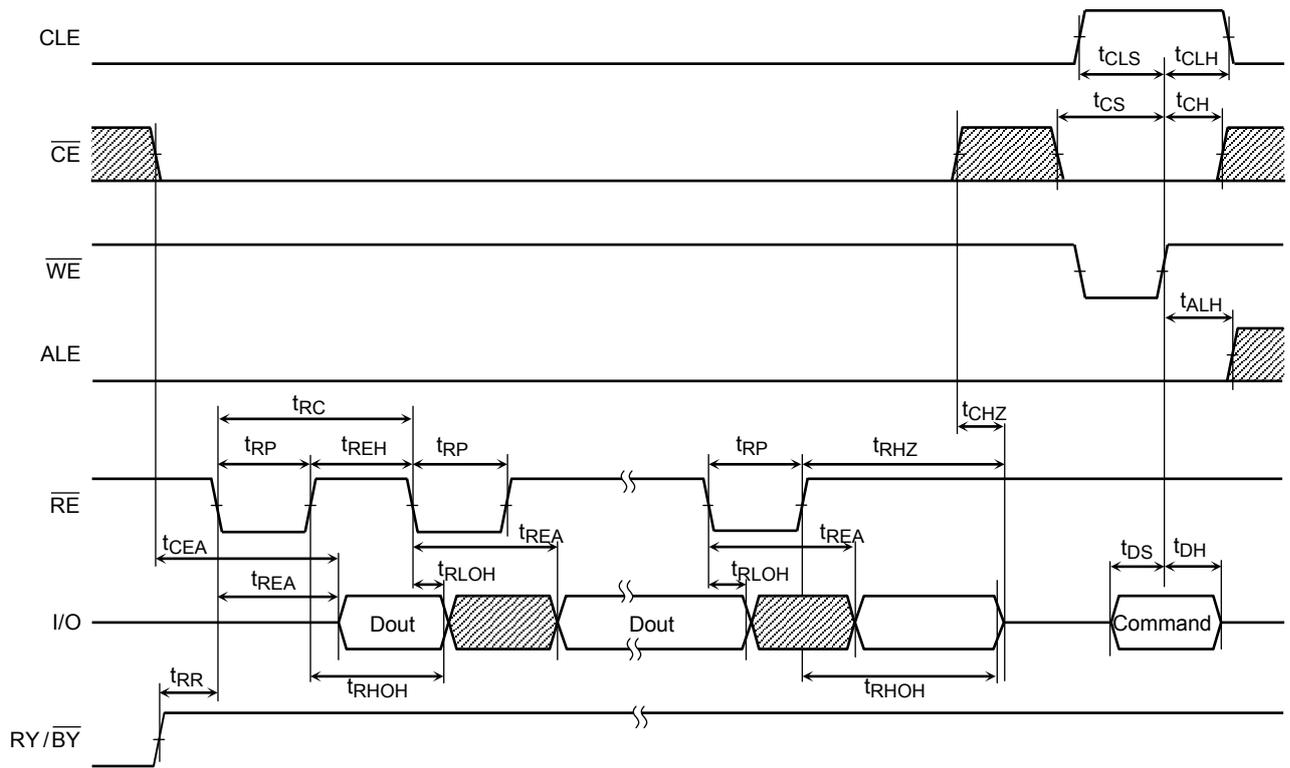 CLE
tCLS
tCLH
tCS
tCH
CE
WE
tALH
ALE
tRC
tCHZ
tRP
tREH
tRP
tRP
tRHZ
RE
tCEA
tREA
tREA
tDS
tDH
tREA
tRLOH
tRLOH
I/O
Dout
Dout
Command
tRR
tRHOH
tRHOH
RY/BY